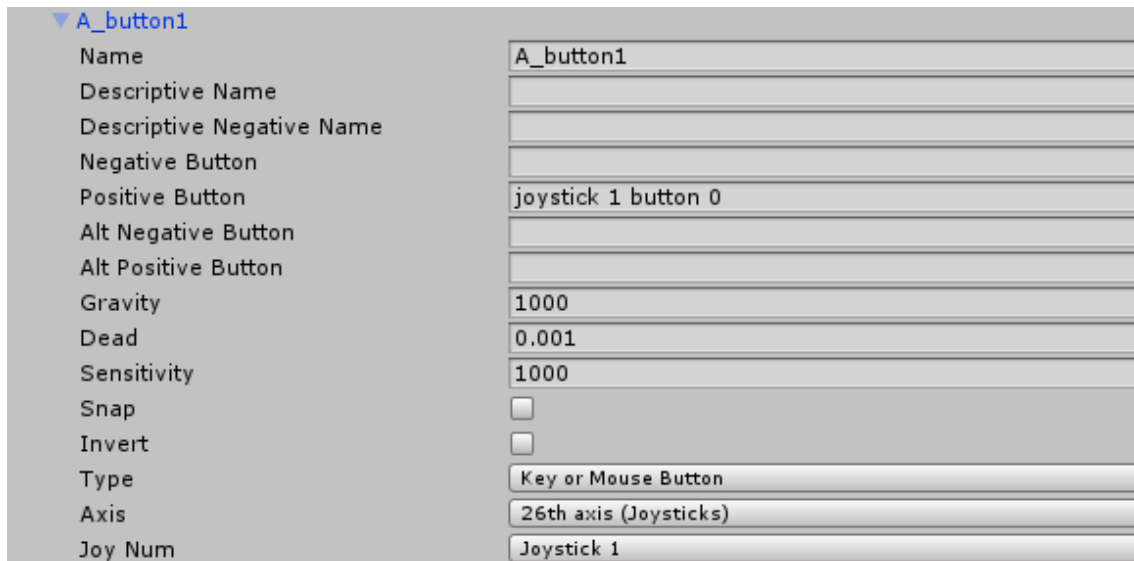 A_button1
Name A_button1
Descriptive Name
Descriptive Negative Name
Negative Button
Positive Button joystick 1 button 0
Alt Negative Button
Alt Positive Button
Gravity 1000
Dead 0.001
Sensitivity 1000
Snap
Invert
Type Key or Mouse Button
Axis 26th axis (Joysticks)
Joy Num Joystick 1